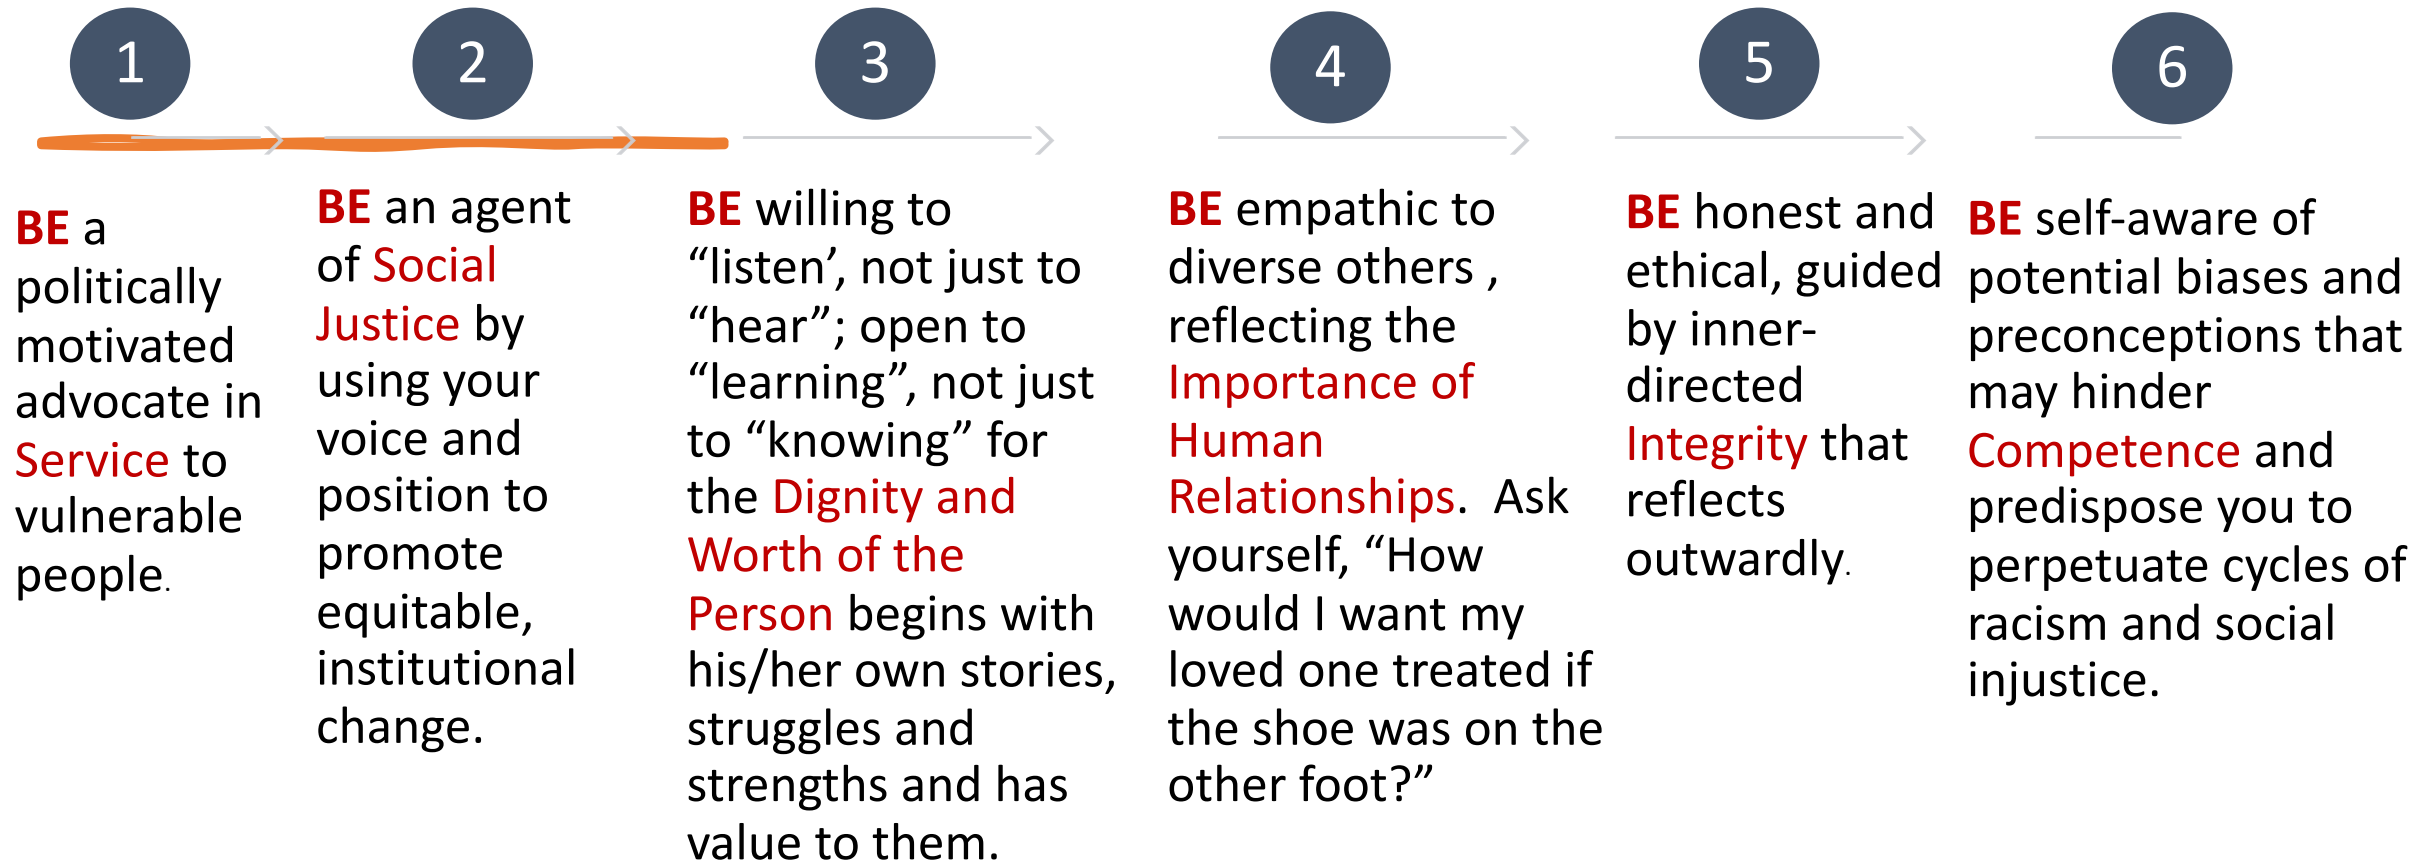 1
BE a
politically
motivated
advocate in
Service to
vulnerable
people.
2
BE an agent
of Social
Justice by
using your
voice and
position to
promote
equitable,
institutional
change.
3
BE willing to
“listen’, not just to
“hear”; open to
“learning”, not just
to “knowing” for
the Dignity and
Worth of the
Person begins with
his/her own stories,
struggles and
strengths and has
value to them.
4
BE empathic to
diverse others ,
reflecting the
Importance of
Human
Relationships.  Ask
yourself, “How
would I want my
loved one treated if
the shoe was on the
other foot?”
5
BE honest and
ethical, guided
by inner-
directed
Integrity that
reflects
outwardly.
6
BE self-aware of
potential biases and
preconceptions that
may hinder
Competence and
predispose you to
perpetuate cycles of
racism and social
injustice.